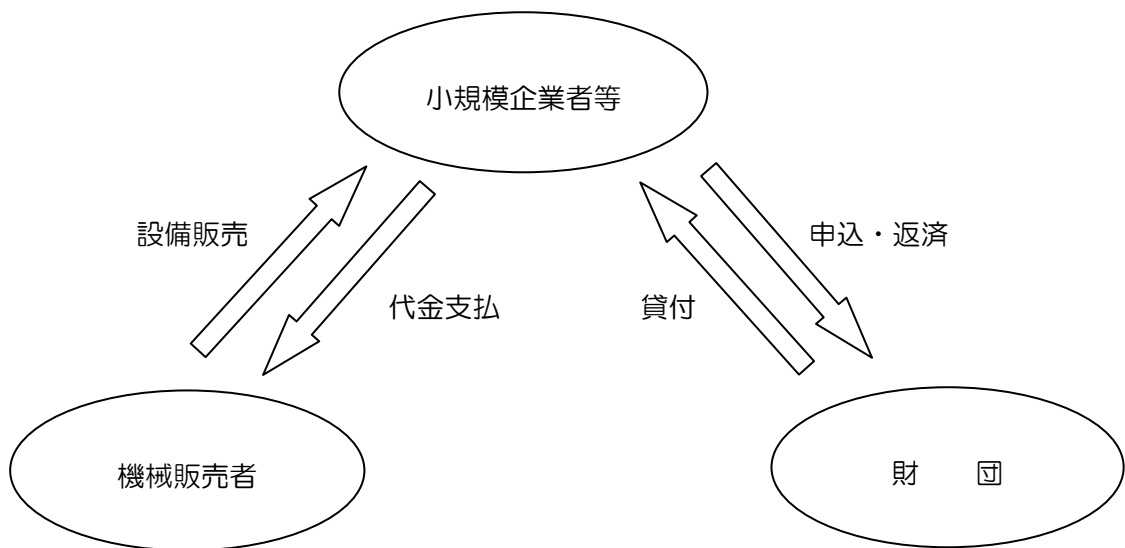 小規模企業者等
設備販売
申込・返済
代金支払
貸付
機械販売者
財　　団